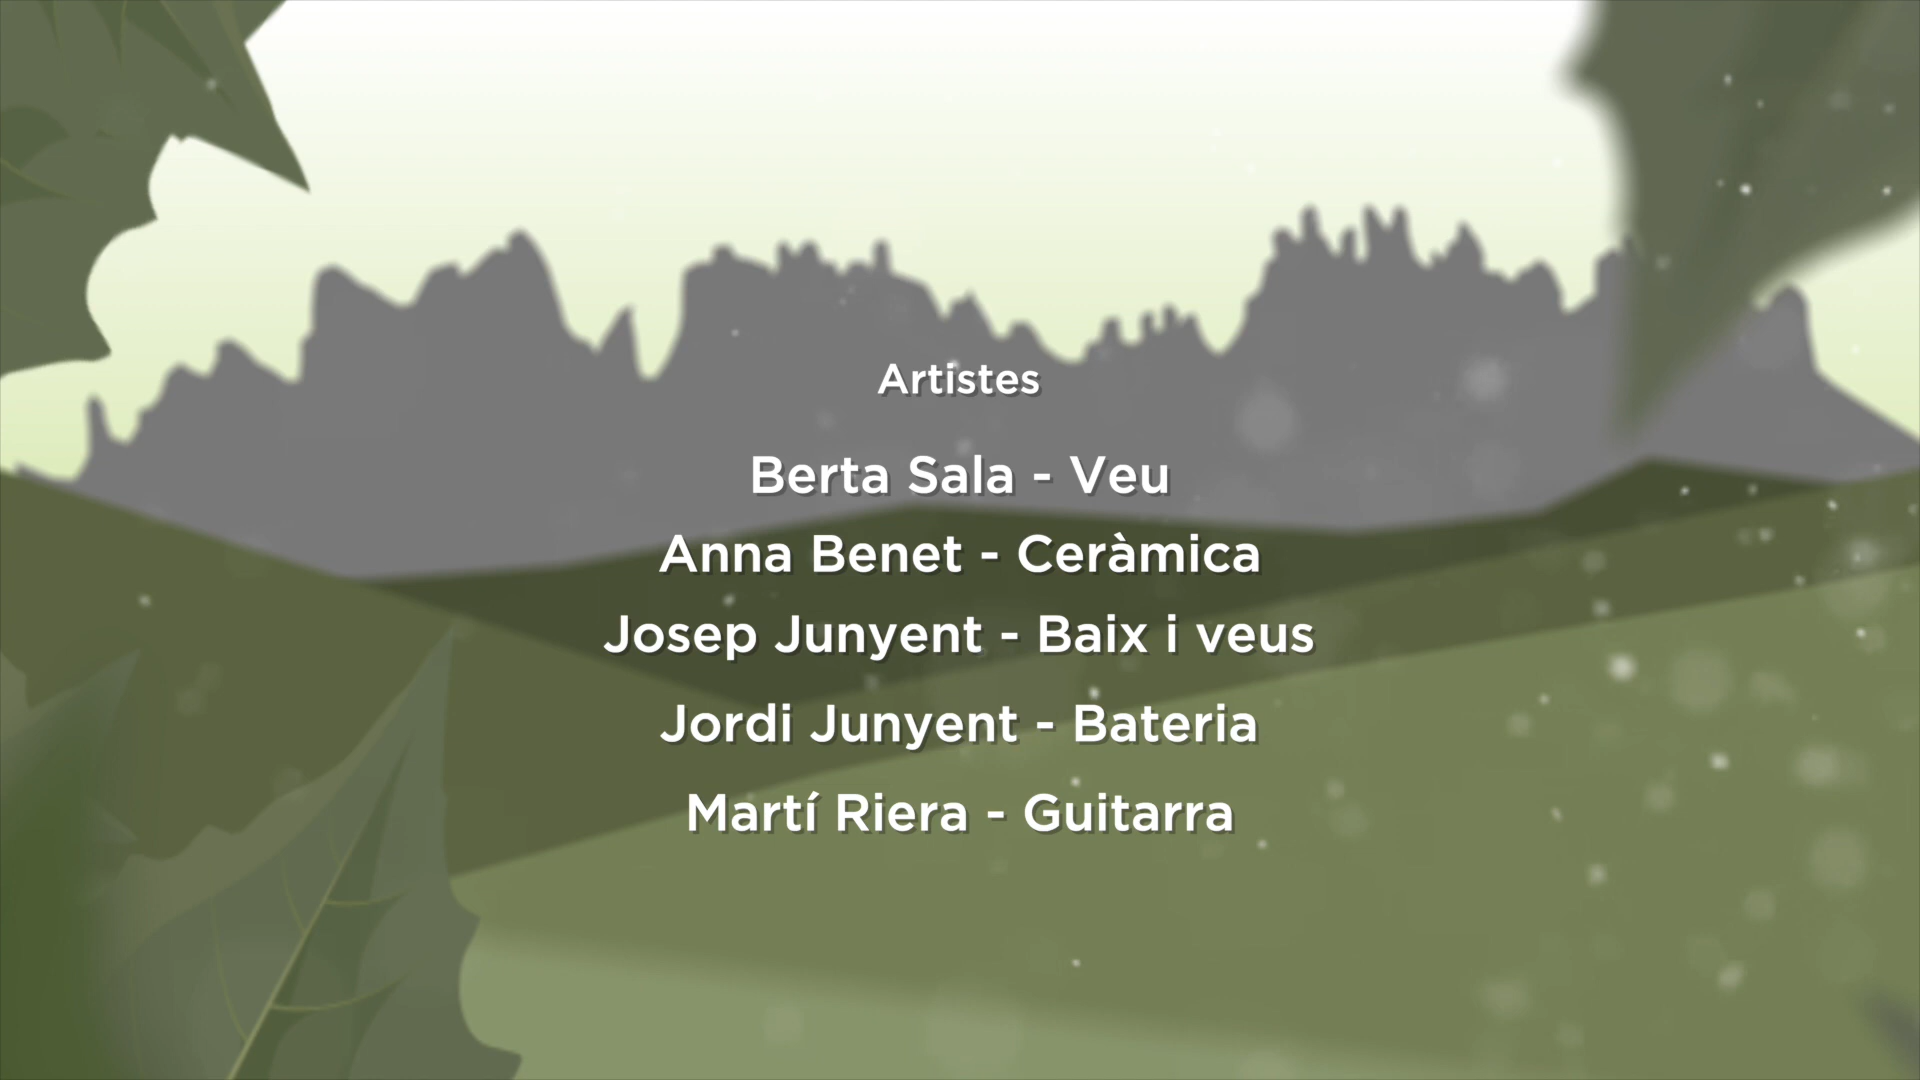 Artistes
Berta Sala - Veu
Anna Benet - Ceràmica
Josep Junyent - Baix i veus
Jordi Junyent - Bateria
Martí Riera - Guitarra